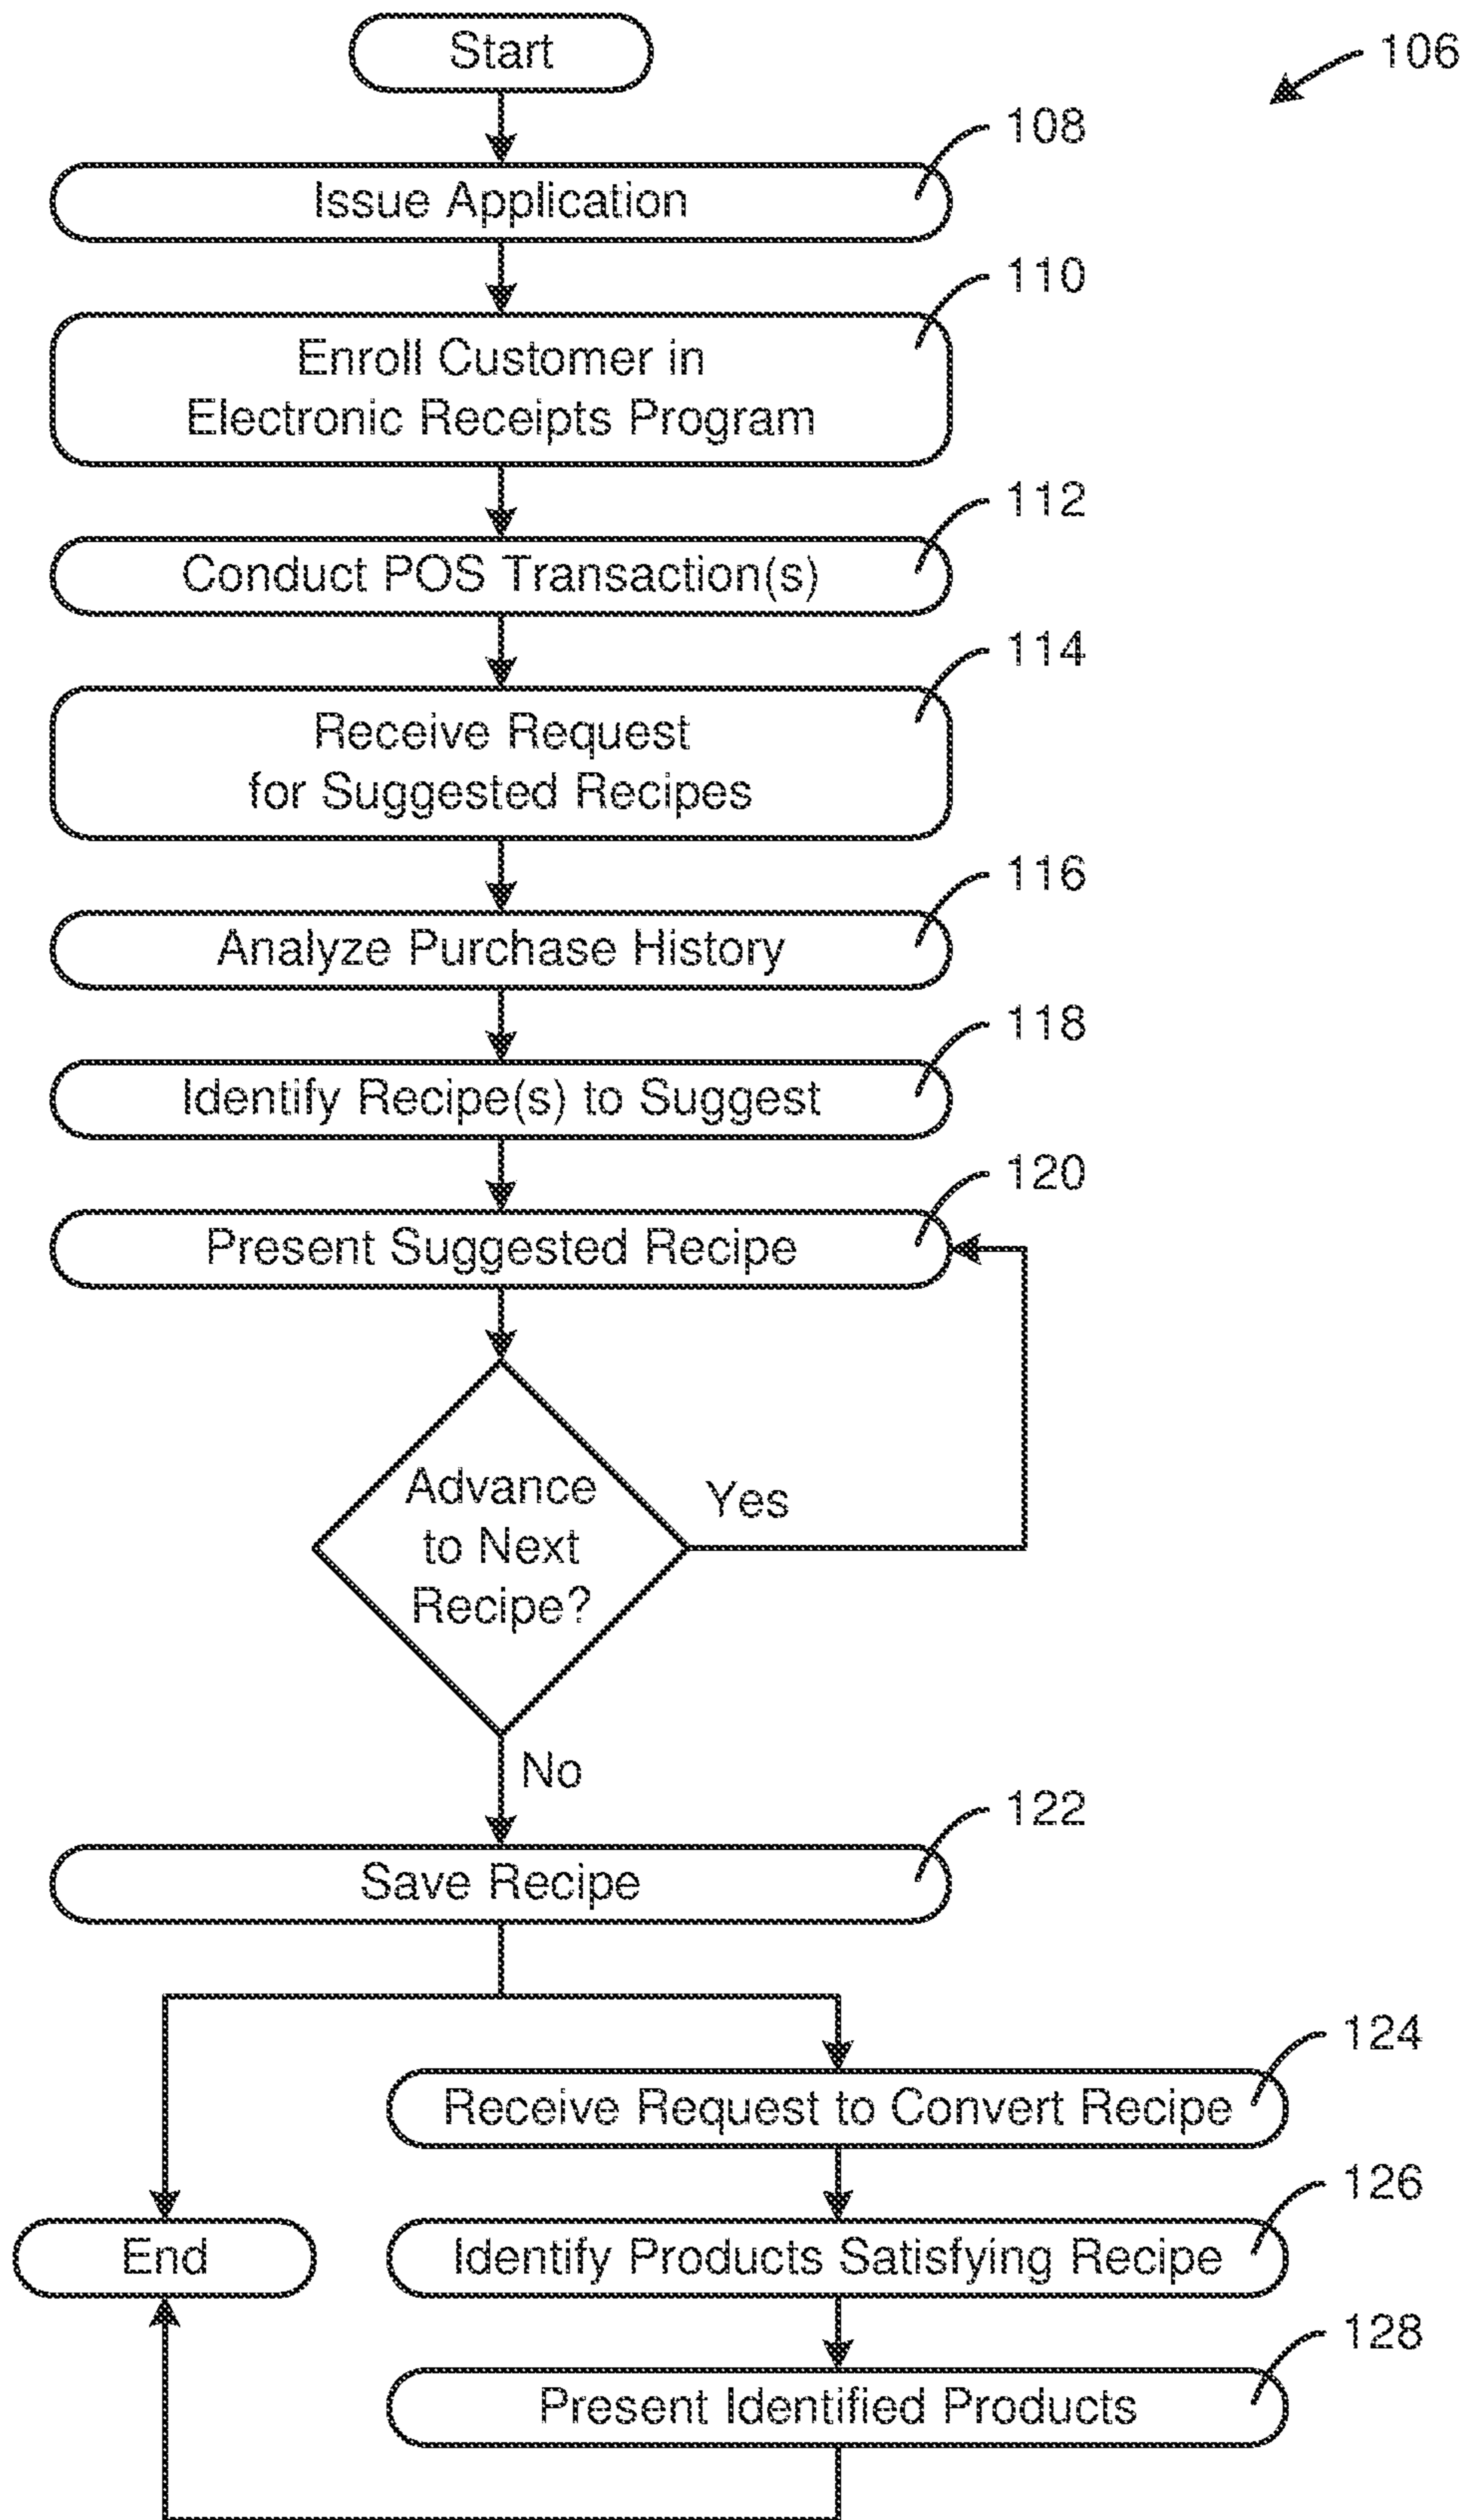 Start
106
108
Issue Application
110
Enroll Customer in
Electronic Receipts Program
112
Conduct POS Transaction(s)
114
Receive Request
for Suggested Recipes
116
Analyze Purchase History
118
Identify Recipe(s) to Suggest
120
Present Suggested Recipe
Advance
to Next
Recipe?
Yes
No
122
Save Recipe
124
Receive Request to Convert Recipe
126
End
Identify Products Satisfying Recipe
128
Present Identified Products